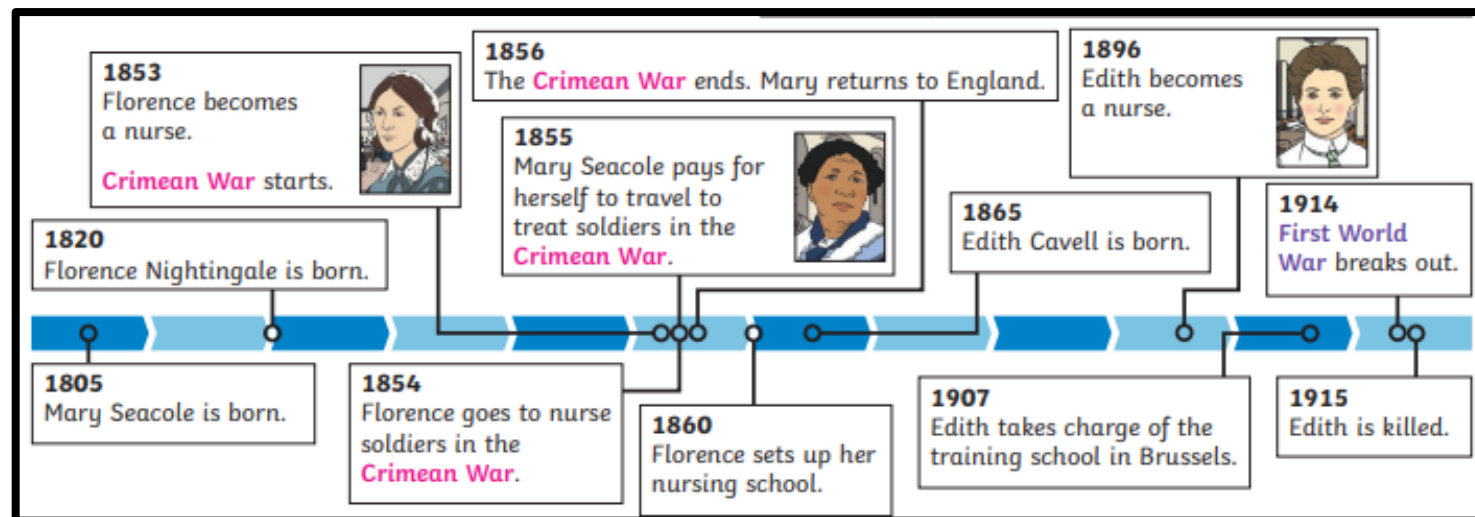 1853
Florence becomes
a nurse.
Crimean War starts.
1856
The Crimean War ends. Mary returns to England.
1896
Edith becomes
a nurse.
1855
Mary Seacole pays for
herself to travel to
treat soldiers in the
Crimean War.
1820
Florence Nightingale is born.
1865
Edith Cavell is born.
1914
First World
War breaks out.
1805
Mary Seacole is born.
1854
Florence goes to nurse
soldiers in the
Crimean War.
1860
Florence sets up her
nursing school.
1907
Edith takes charge of the
training school in Brussels.
1915
Edith is killed.